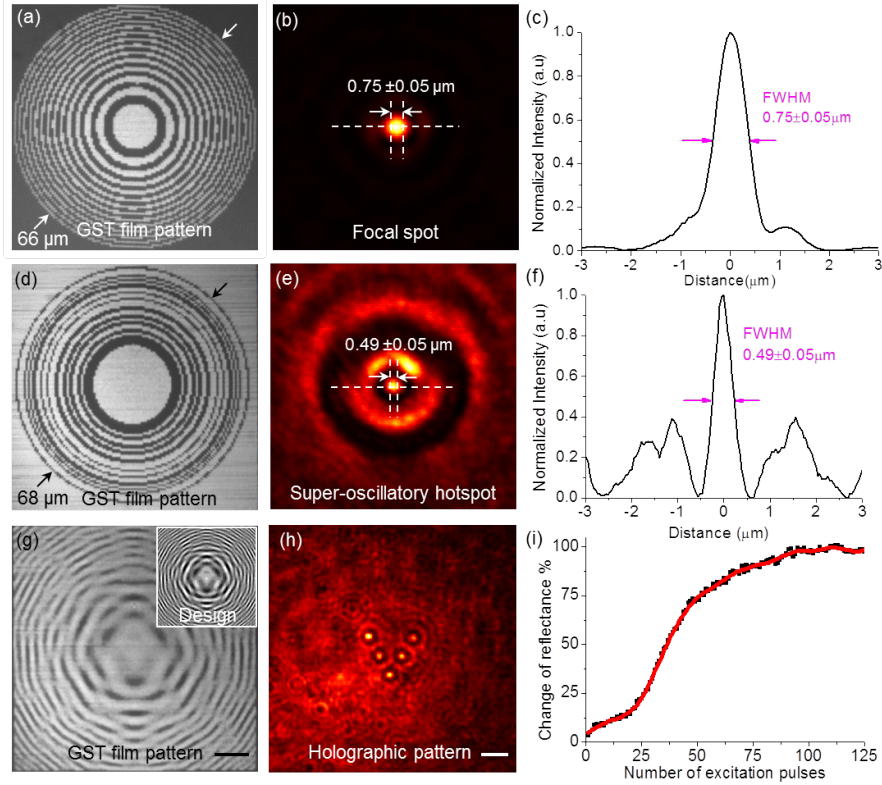 (a)
66 µm
GST film pattern
(b)
0.75 ±0.05 µm
Focal spot
(c)
Normalized Intensity (a.u)
1.0
0.8
0.6
0.4
0.2
0.0
FWHM
0.75±0.05µm
-3 -2 -1 0 1 2 3
Distance(µm)
(d)
68 µm
GST film pattern
(e)
0.49 ±0.05 µm
Super-oscillatory hotspot
(f)
Normalized Intensity (a.u)
1.0
0.8
0.6
0.4
0.2
0.0
FWHM
0.49±0.05µm
-3 -2 -1 0 1 2 3
Distance (µm)
(g)
Design
GST film pattern
(h)
Holographic pattern
(i)
Change of reflectance %
100
75
50
25
0
0 25 50 75 100 125
Number of excitation pulses